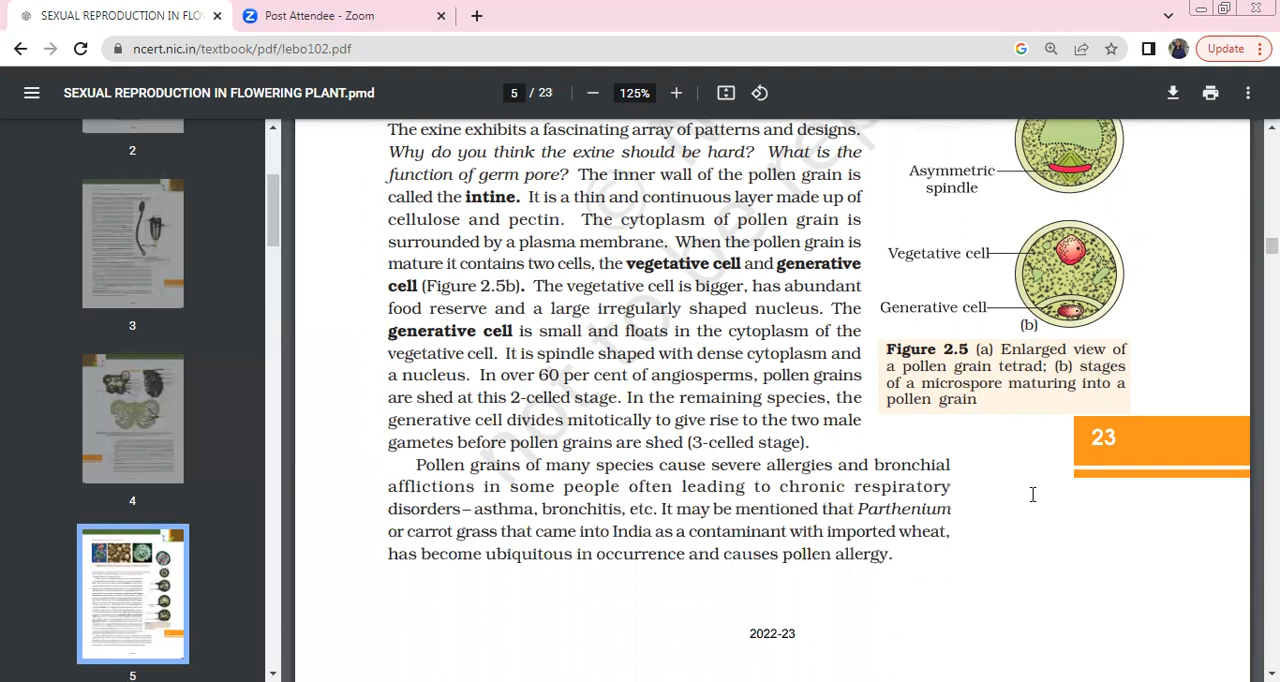 SEXUAL REPRODUCTION IN FLO
Post Attendee - Zoom
ncert.nic.in/textbook/pdf/lebo102.pdf
Update
SEXUAL REPRODUCTION IN FLOWERING PLANT.pmd
5 / 23
125%
2
3
4
5
The exine exhibits a fascinating array of patterns and designs.
Why do you think the exine should be hard? What is the
function of germ pore? The inner wall of the pollen grain is
called the intine. It is a thin and continuous layer made up of
cellulose and pectin. The cytoplasm of pollen grain is
surrounded by a plasma membrane. When the pollen grain is
mature it contains two cells, the vegetative cell and generative
cell (Figure 2.5b). The vegetative cell is bigger, has abundant
food reserve and a large irregularly shaped nucleus. The
generative cell is small and floats in the cytoplasm of the
vegetative cell. It is spindle shaped with dense cytoplasm and
a nucleus. In over 60 per cent of angiosperms, pollen grains
are shed at this 2-celled stage. In the remaining species, the
generative cell divides mitotically to give rise to the two male
gametes before pollen grains are shed (3-celled stage).
Pollen grains of many species cause severe allergies and bronchial
afflictions in some people often leading to chronic respiratory
disorders– asthma, bronchitis, etc. It may be mentioned that Parthenium
or carrot grass that came into India as a contaminant with imported wheat,
has become ubiquitous in occurrence and causes pollen allergy.
Asymmetric
spindle
Vegetative cell
Generative cell
(b)
Figure 2.5 (a) Enlarged view of
a pollen grain tetrad; (b) stages
of a microspore maturing into a
pollen grain
23
2022-23
© N
not to be rep